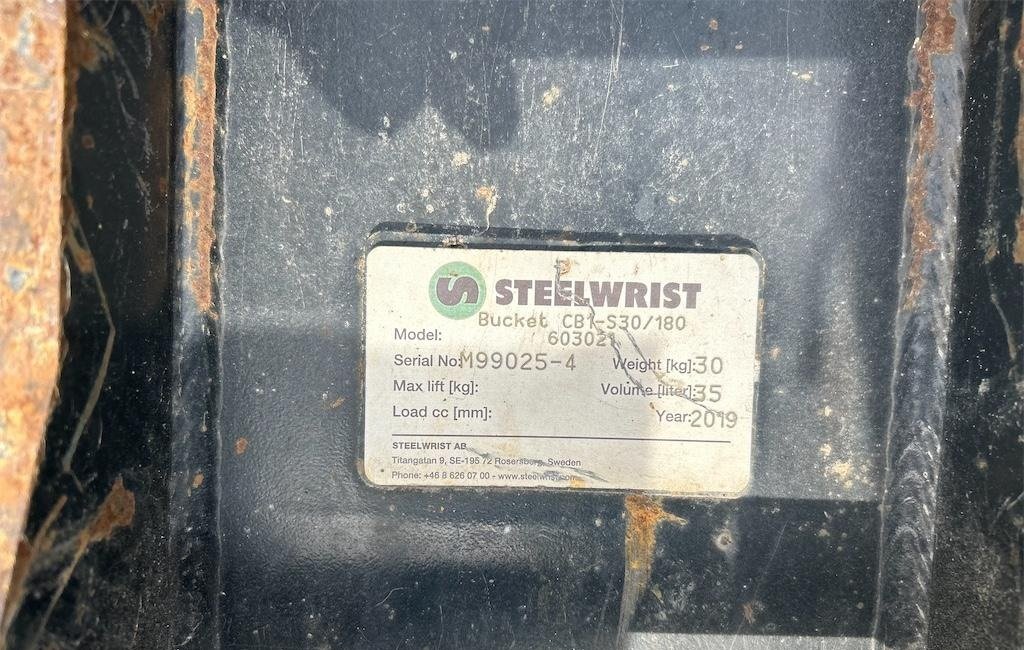 STEELWRIST
Bucket CB1-S30/180
Model: 603021
Serial No: M99025-4 Weight [kg]: 30
Max lift [kg]: Volume [liter]: 35
Load cc [mm]: Year: 2019
STEELWRIST AB
Titangatan 9, SE-195 72 Rosersberg, Sweden
Phone: +46 8 626 07 00 - www.steelwrist.com